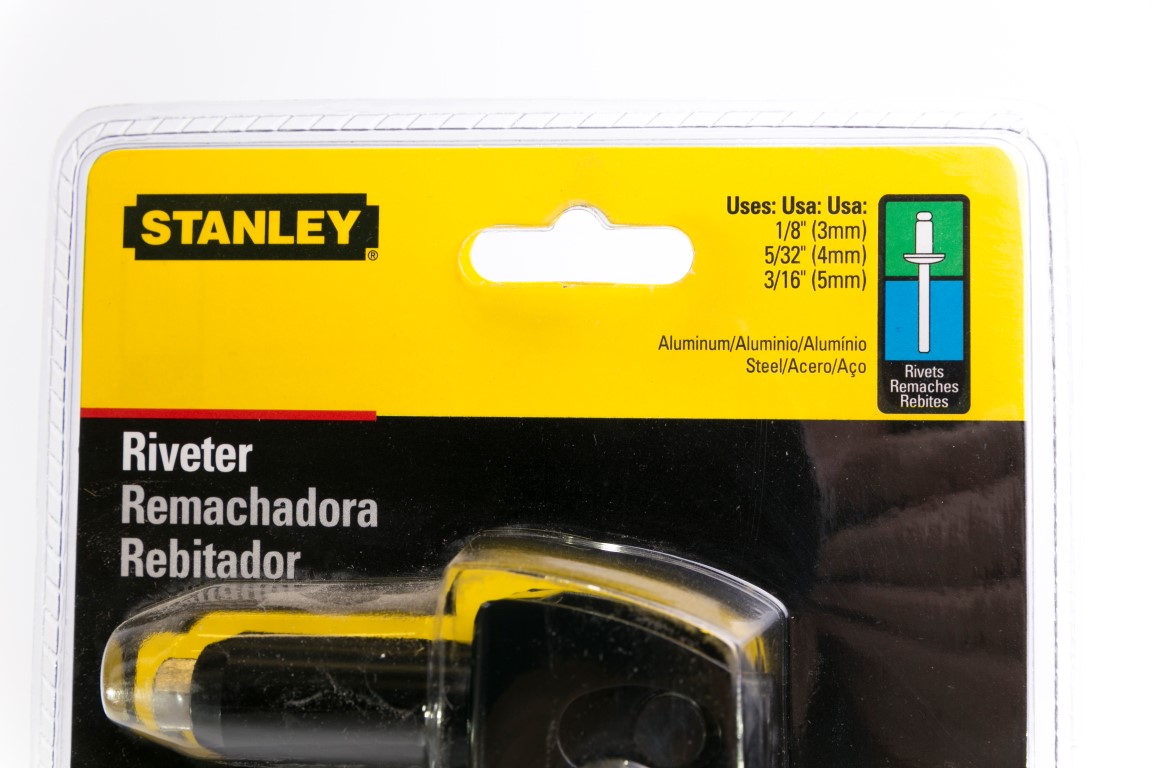 STANLEY®
Uses: Usa: Usa:
1/8" (3mm)
5/32" (4mm)
3/16" (5mm)
Aluminum/Aluminio/Alumínio
Steel/Acero/Aço
Rivets
Remaches
Rebites
Riveter
Remachadora
Rebitador